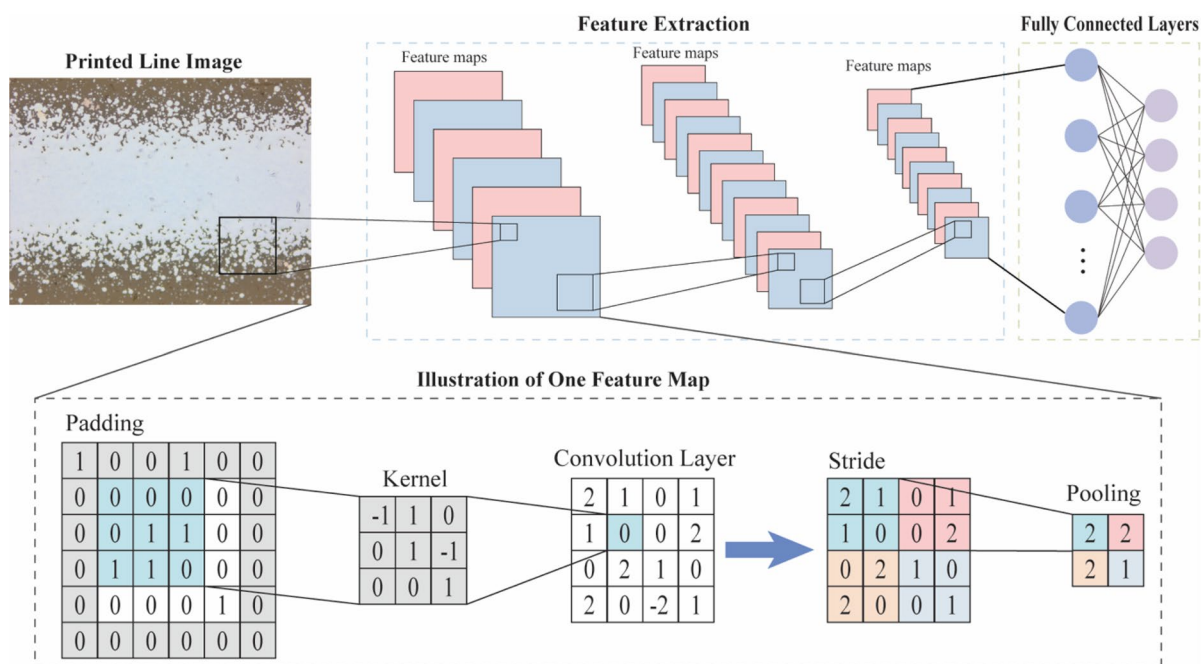 Feature Extraction
Fully Connected Layers
Printed Line Image
Feature maps
Feature maps
Feature maps
Illustration of One Feature Map
Padding
1 0 0 1 0 0
0 0 0 0 0 0
0 0 1 1 0 0
0 1 1 0 0 0
0 0 0 0 1 0
0 0 0 0 0 0
Kernel
-1 1 0
0 1 -1
0 0 1
Convolution Layer
2 1 0 1
1 0 0 2
0 2 1 0
2 0 -2 1
Stride
2 1 0 1
1 0 0 2
0 2 1 0
2 0 0 1
Pooling
2 2
2 1